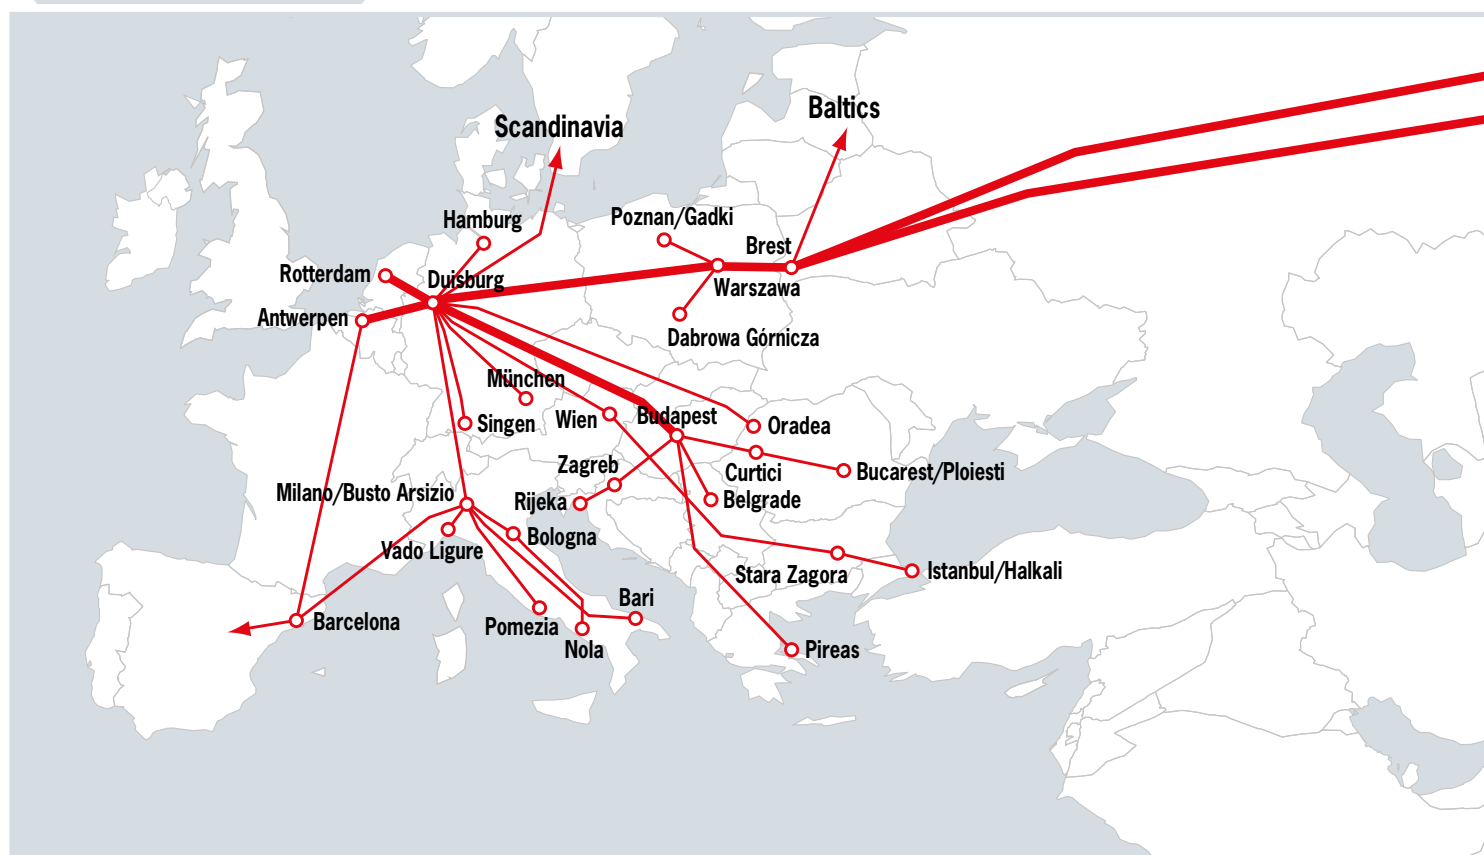 Baltics
Scandinavia
Hamburg
Poznan/Gadki
Brest
Rotterdam
Duisburg
Warszawa
Antwerpen
Dabrowa Górnicza
München
Singen
Wien
Budapest
Oradea
Zagreb
Curtici
Bucarest/Ploiesti
Milano/Busto Arsizio
Rijeka
Belgrade
Vado Ligure
Bologna
Stara Zagora
Istanbul/Halkali
Bari
Barcelona
Pomezia
Nola
Pireas